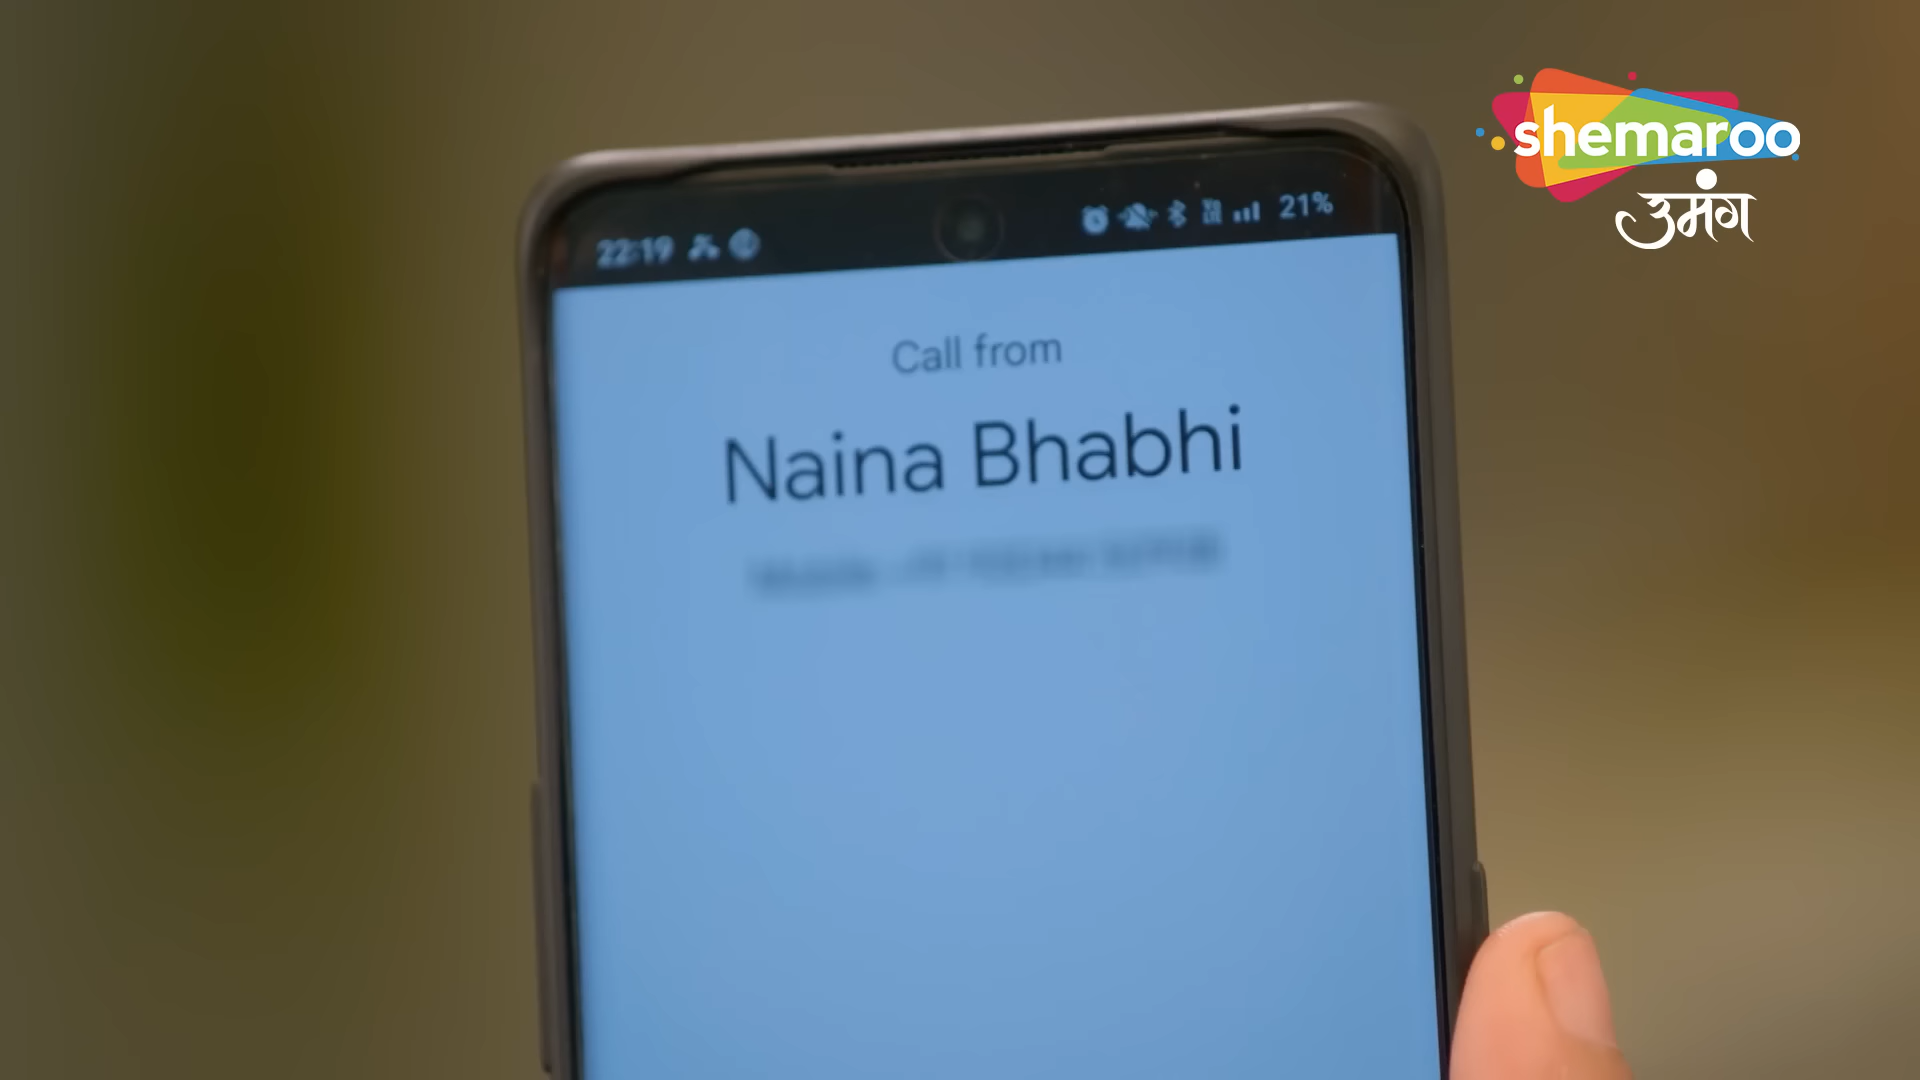 shemaroo
उमंग
22:19
21%
Call from
Naina Bhabhi